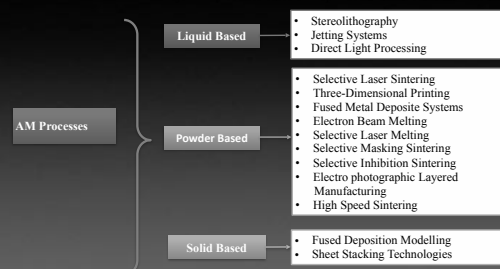 AM Processes
Liquid Based
• Stereolithography
• Jetting Systems
• Direct Light Processing
Powder Based
• Selective Laser Sintering
• Three-Dimensional Printing
• Fused Metal Deposite Systems
• Electron Beam Melting
• Selective Laser Melting
• Selective Masking Sintering
• Selective Inhibition Sintering
• Electro photographic Layered
Manufacturing
• High Speed Sintering
Solid Based
• Fused Deposition Modelling
• Sheet Stacking Technologies